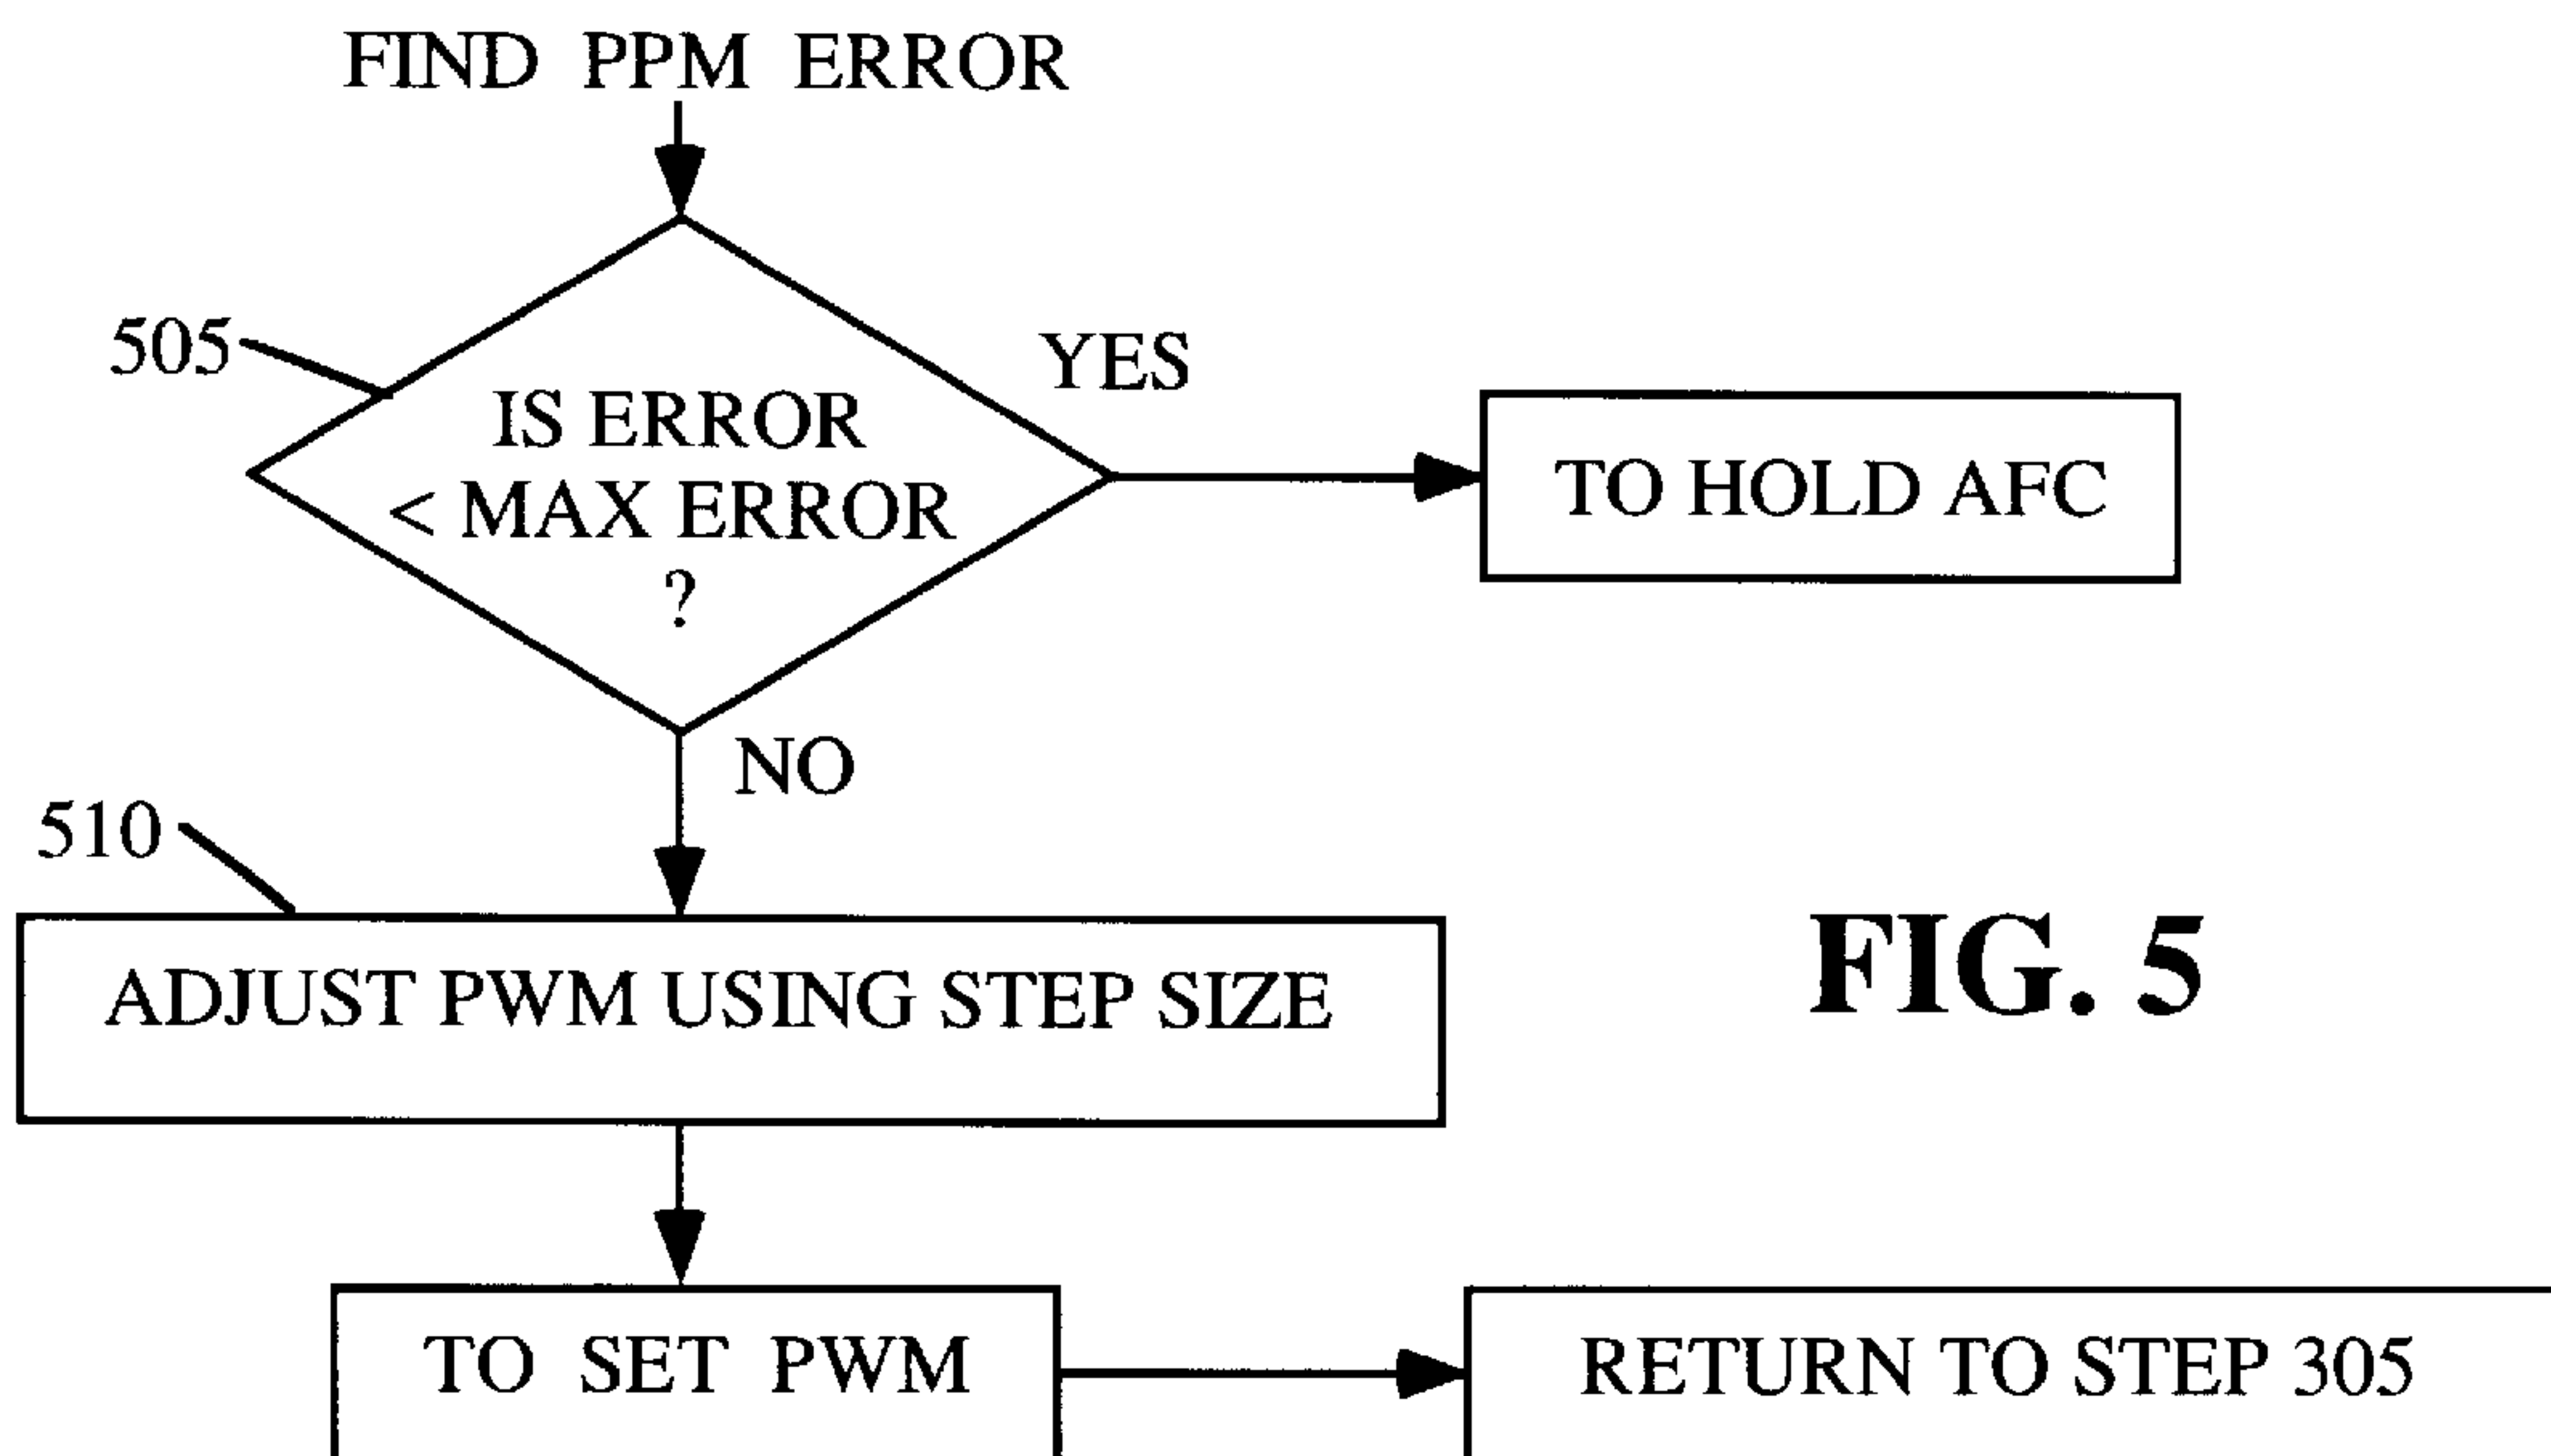 FIND PPM ERROR
505
YES
IS ERROR
< MAX ERROR
?
TO HOLD AFC
NO
510
ADJUST PWM USING STEP SIZE
FIG. 5
TO SET PWM
RETURN TO STEP 305